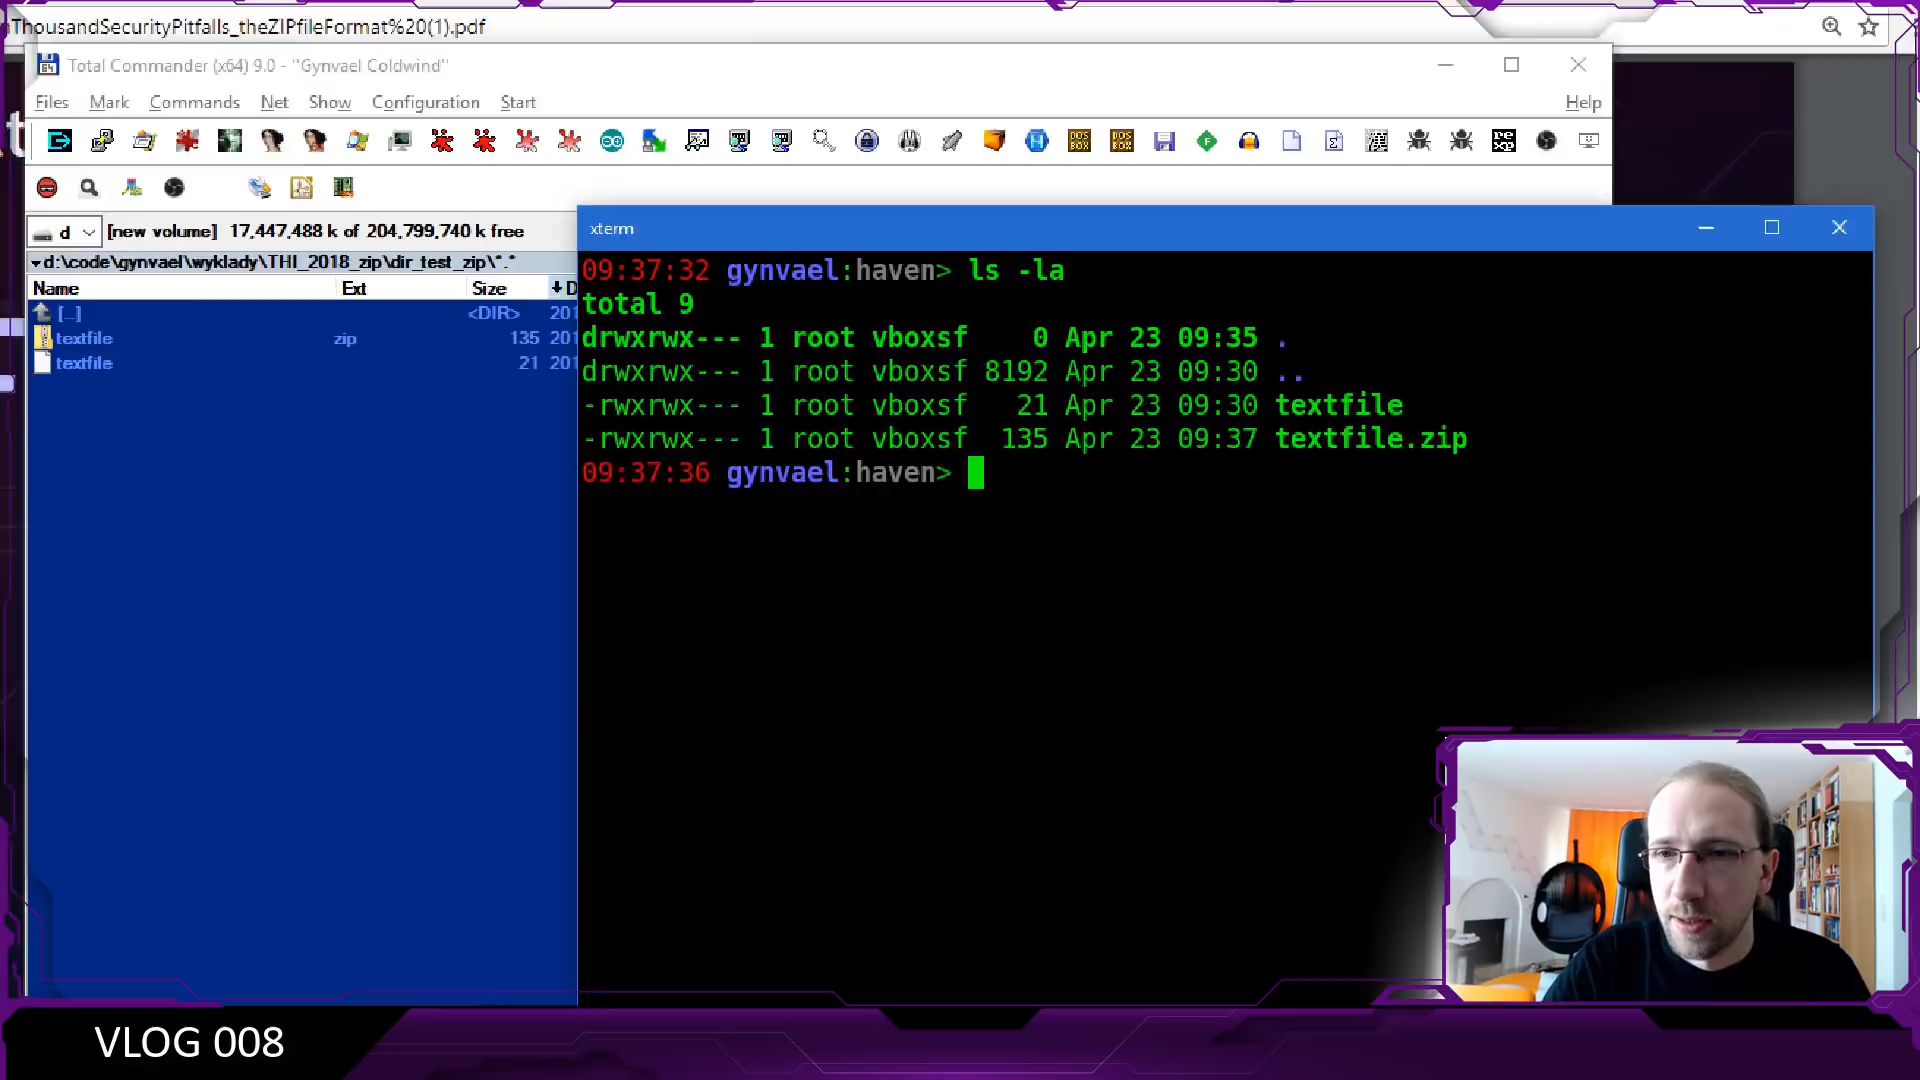 ThousandSecurityPitfalls_theZIPfileFormat%20(1).pdf
Total Commander (x64) 9.0 - "Gynvael Coldwind"
Files Mark Commands Net Show Configuration Start Help
d [new volume] 17,447,488 k of 204,799,740 k free
d:\code\gynvael\wyklady\THI_2018_zip\dir_test_zip\*.*
Name Ext Size D
[..] <DIR> 201
textfile zip 135 201
textfile 21 201
xterm
09:37:32 gynvael:haven> ls -la
total 9
drwxrwx--- 1 root vboxsf 0 Apr 23 09:35 .
drwxrwx--- 1 root vboxsf 8192 Apr 23 09:30 ..
-rwxrwx--- 1 root vboxsf 21 Apr 23 09:30 textfile
-rwxrwx--- 1 root vboxsf 135 Apr 23 09:37 textfile.zip
09:37:36 gynvael:haven>
VLOG 008